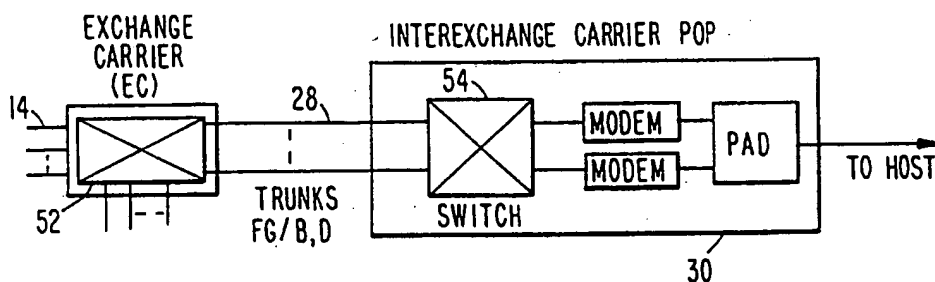 EXCHANGE
CARRIER
(EC)
INTEREXCHANGE CARRIER POP
14
28
54
MODEM
MODEM
PAD
TO HOST
52
TRUNKS
FG/B,D
SWITCH
30